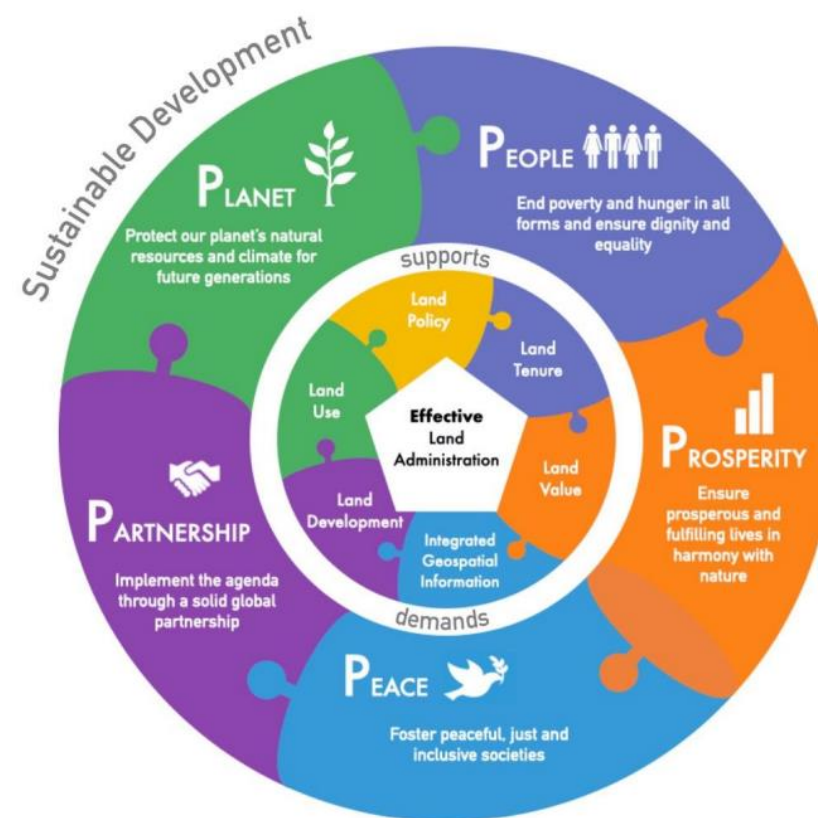 Sustainable Development
PLANET
Protect our planet's natural
resources and climate for
future generations
PEOPLE
End poverty and hunger in all
forms and ensure dignity and
equality
PROSPERITY
Ensure
prosperous and
fulfilling lives in
harmony with
nature
PEACE
Foster peaceful, just and
inclusive societies
PARTNERSHIP
Implement the agenda
through a solid global
partnership
supports
Land
Policy
Land
Tenure
Land
Value
Integrated
Geospatial
Information
Land
Development
Land
Use
Effective
Land
Administration
demands